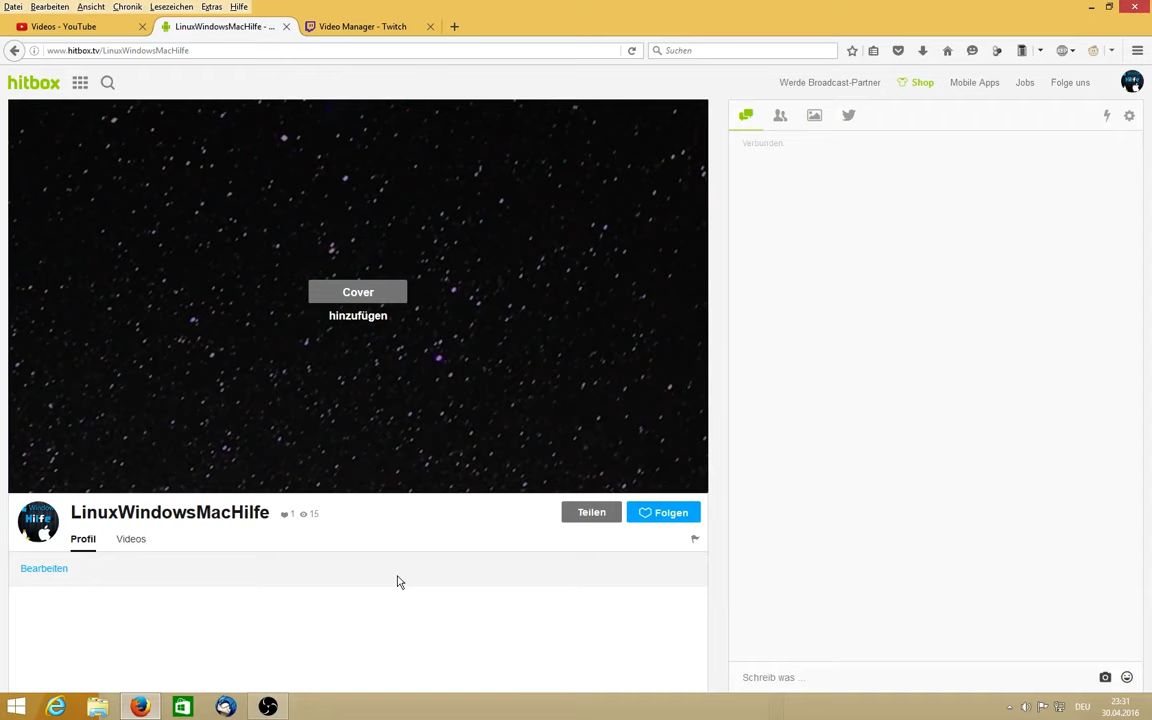 Datei Bearbeiten Ansicht Chronik Lesezeichen Extras Hilfe
Videos - YouTube LinuxWindowsMacHilfe - ... Video Manager - Twitch
www.hitbox.tv/LinuxWindowsMacHilfe Suchen
hitbox Werde Broadcast-Partner Shop Mobile Apps Jobs Folge uns
Verbunden
Cover
hinzufügen
Window
Hilfe
LinuxWindowsMacHilfe 1 15 Teilen Folgen
Profil Videos
Bearbeiten
Schreib was ...
DEU 23:31
30.04.2016